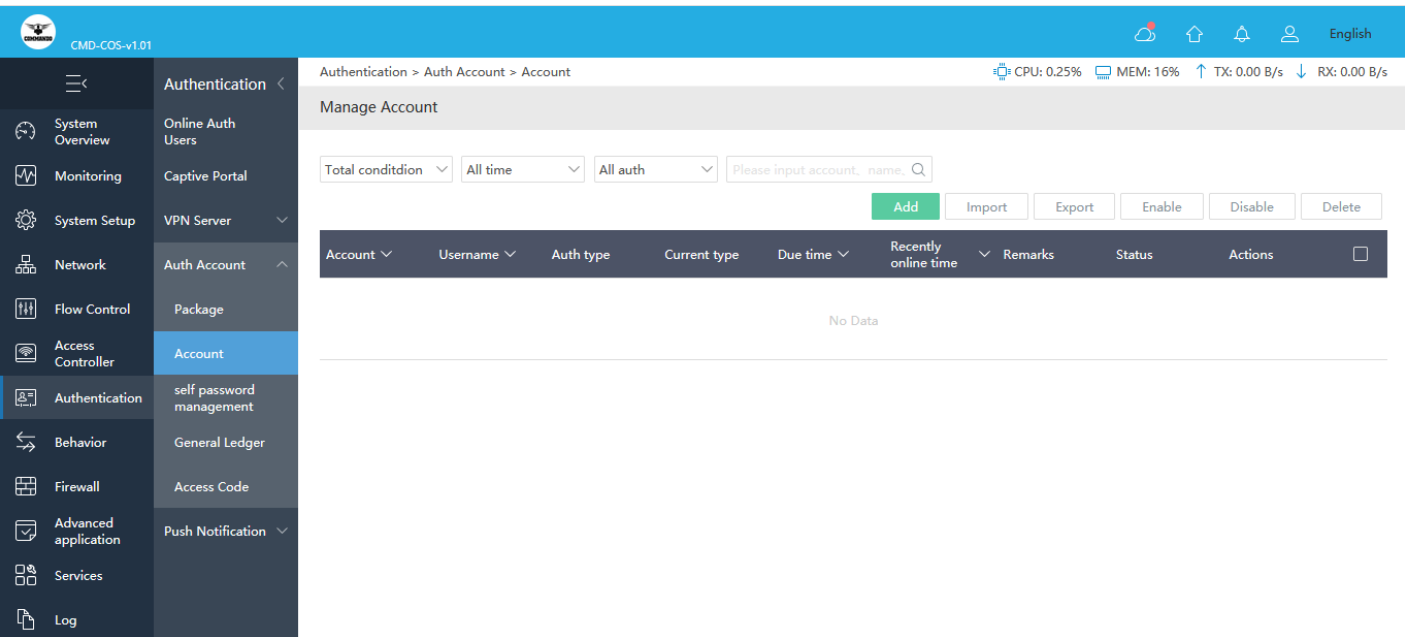 COMMANDO
CMD-COS-v1.01
English
Authentication
Authentication > Auth Account > Account
CPU: 0.25%
MEM: 16%
TX: 0.00 B/s
RX: 0.00 B/s
Manage Account
System
Overview
Monitoring
System Setup
Network
Flow Control
Access
Controller
Authentication
Behavior
Firewall
Advanced
application
Services
Log
Online Auth
Users
Captive Portal
VPN Server
Auth Account
Package
Account
self password
management
General Ledger
Access Code
Push Notification
Total conditdion
All time
All auth
Please input account、name、
Add
Import
Export
Enable
Disable
Delete
Account
Username
Auth type
Current type
Due time
Recently
online time
Remarks
Status
Actions
No Data